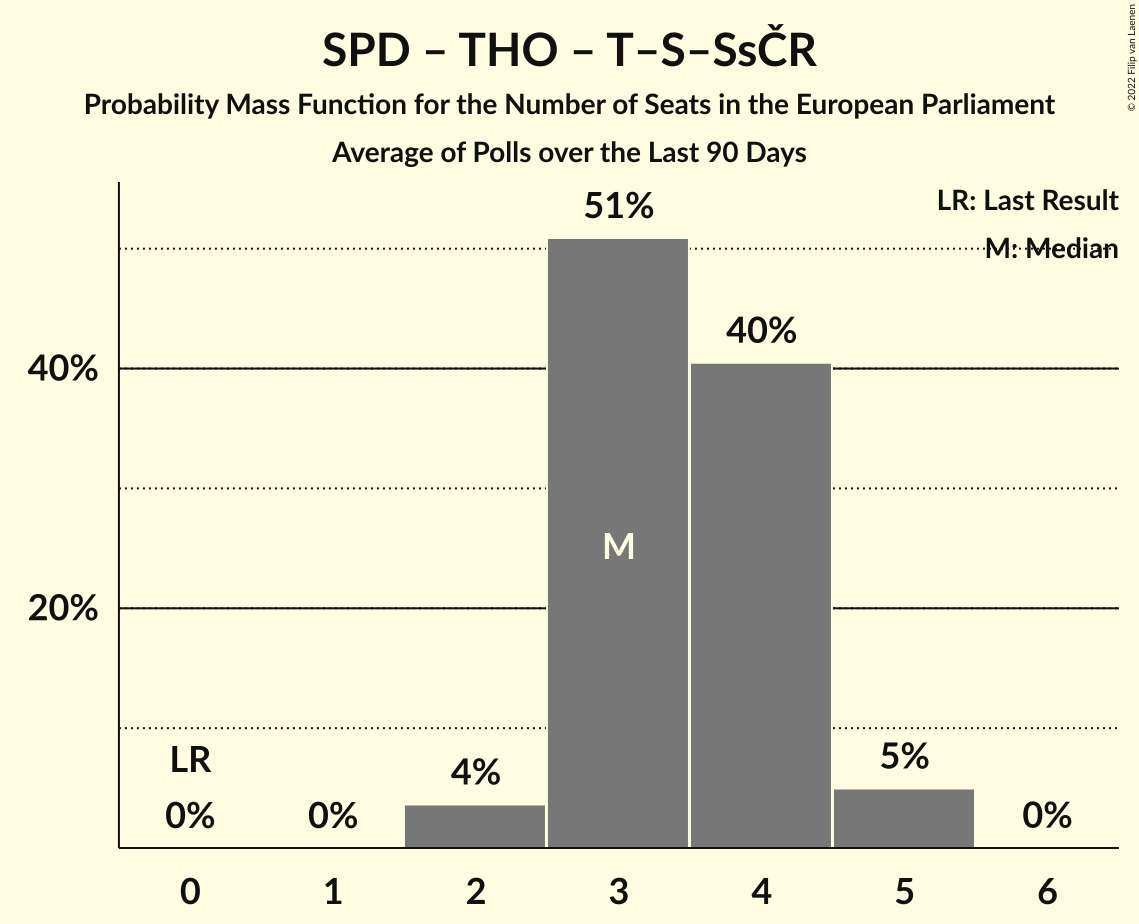 SPD – THO – T–S–SsČR
Probability Mass Function for the Number of Seats in the European Parliament
Average of Polls over the Last 90 Days
© 2022 Filip van Laenen
LR: Last Result
M: Median
51%
40%
40%
M
20%
LR
0%
0%
4%
5%
0%
0 1 2 3 4 5 6